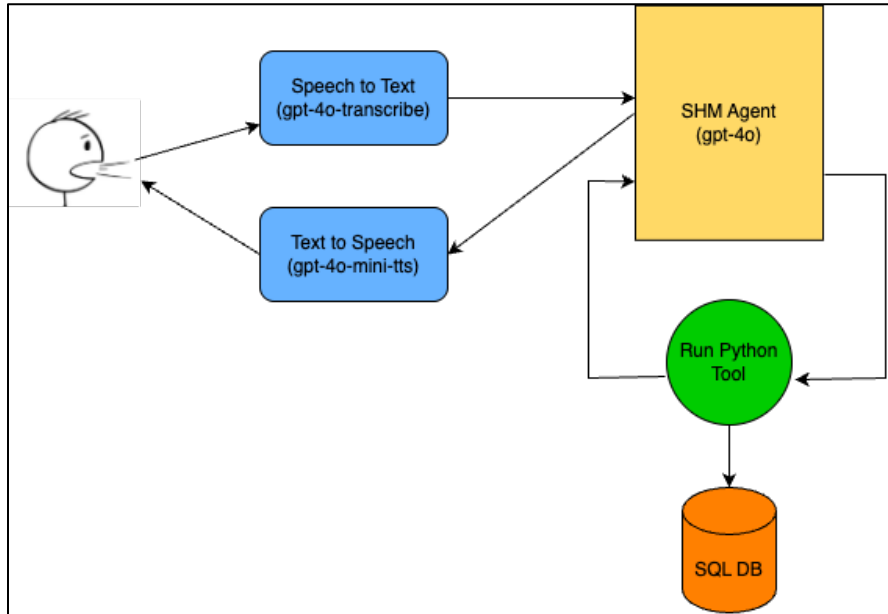 Speech to Text
(gpt-4o-transcribe)
SHM Agent
(gpt-4o)
Text to Speech
(gpt-4o-mini-tts)
Run Python
Tool
SQL DB